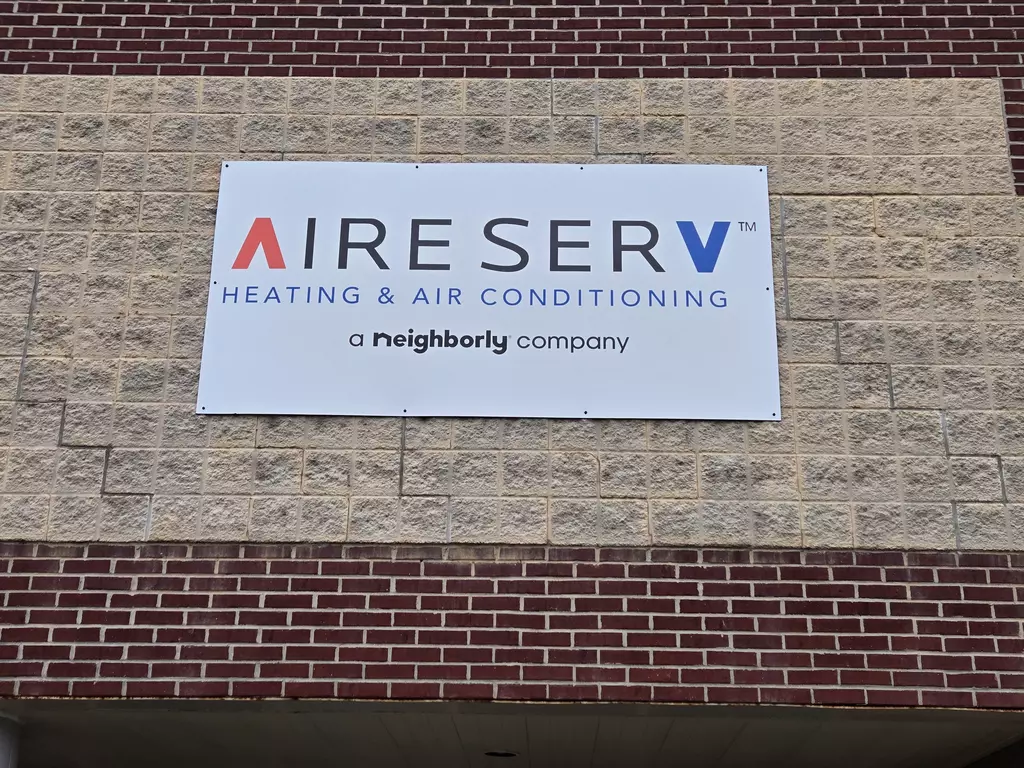 AIRE SERV™
HEATING & AIR CONDITIONING
a neighborly® company